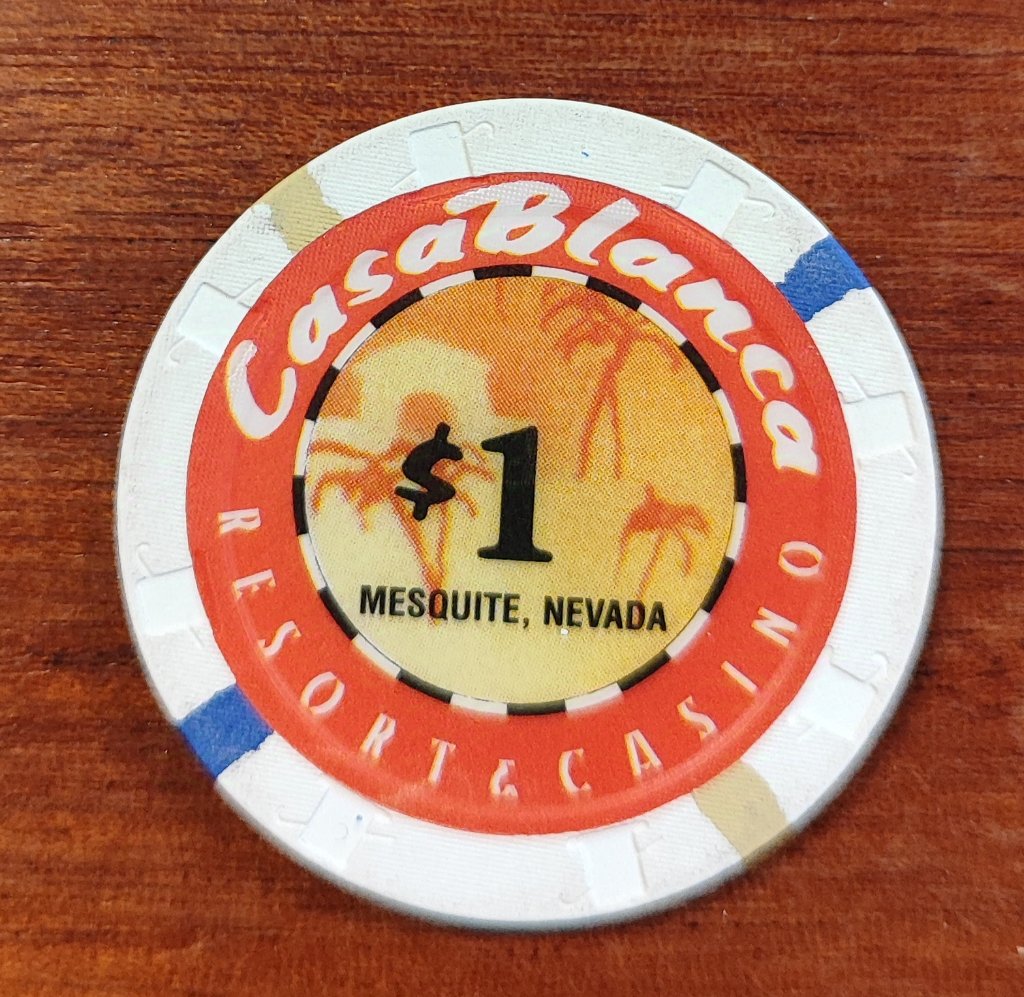 CasaBlanca
$1
MESQUITE, NEVADA
RESORT & CASINO